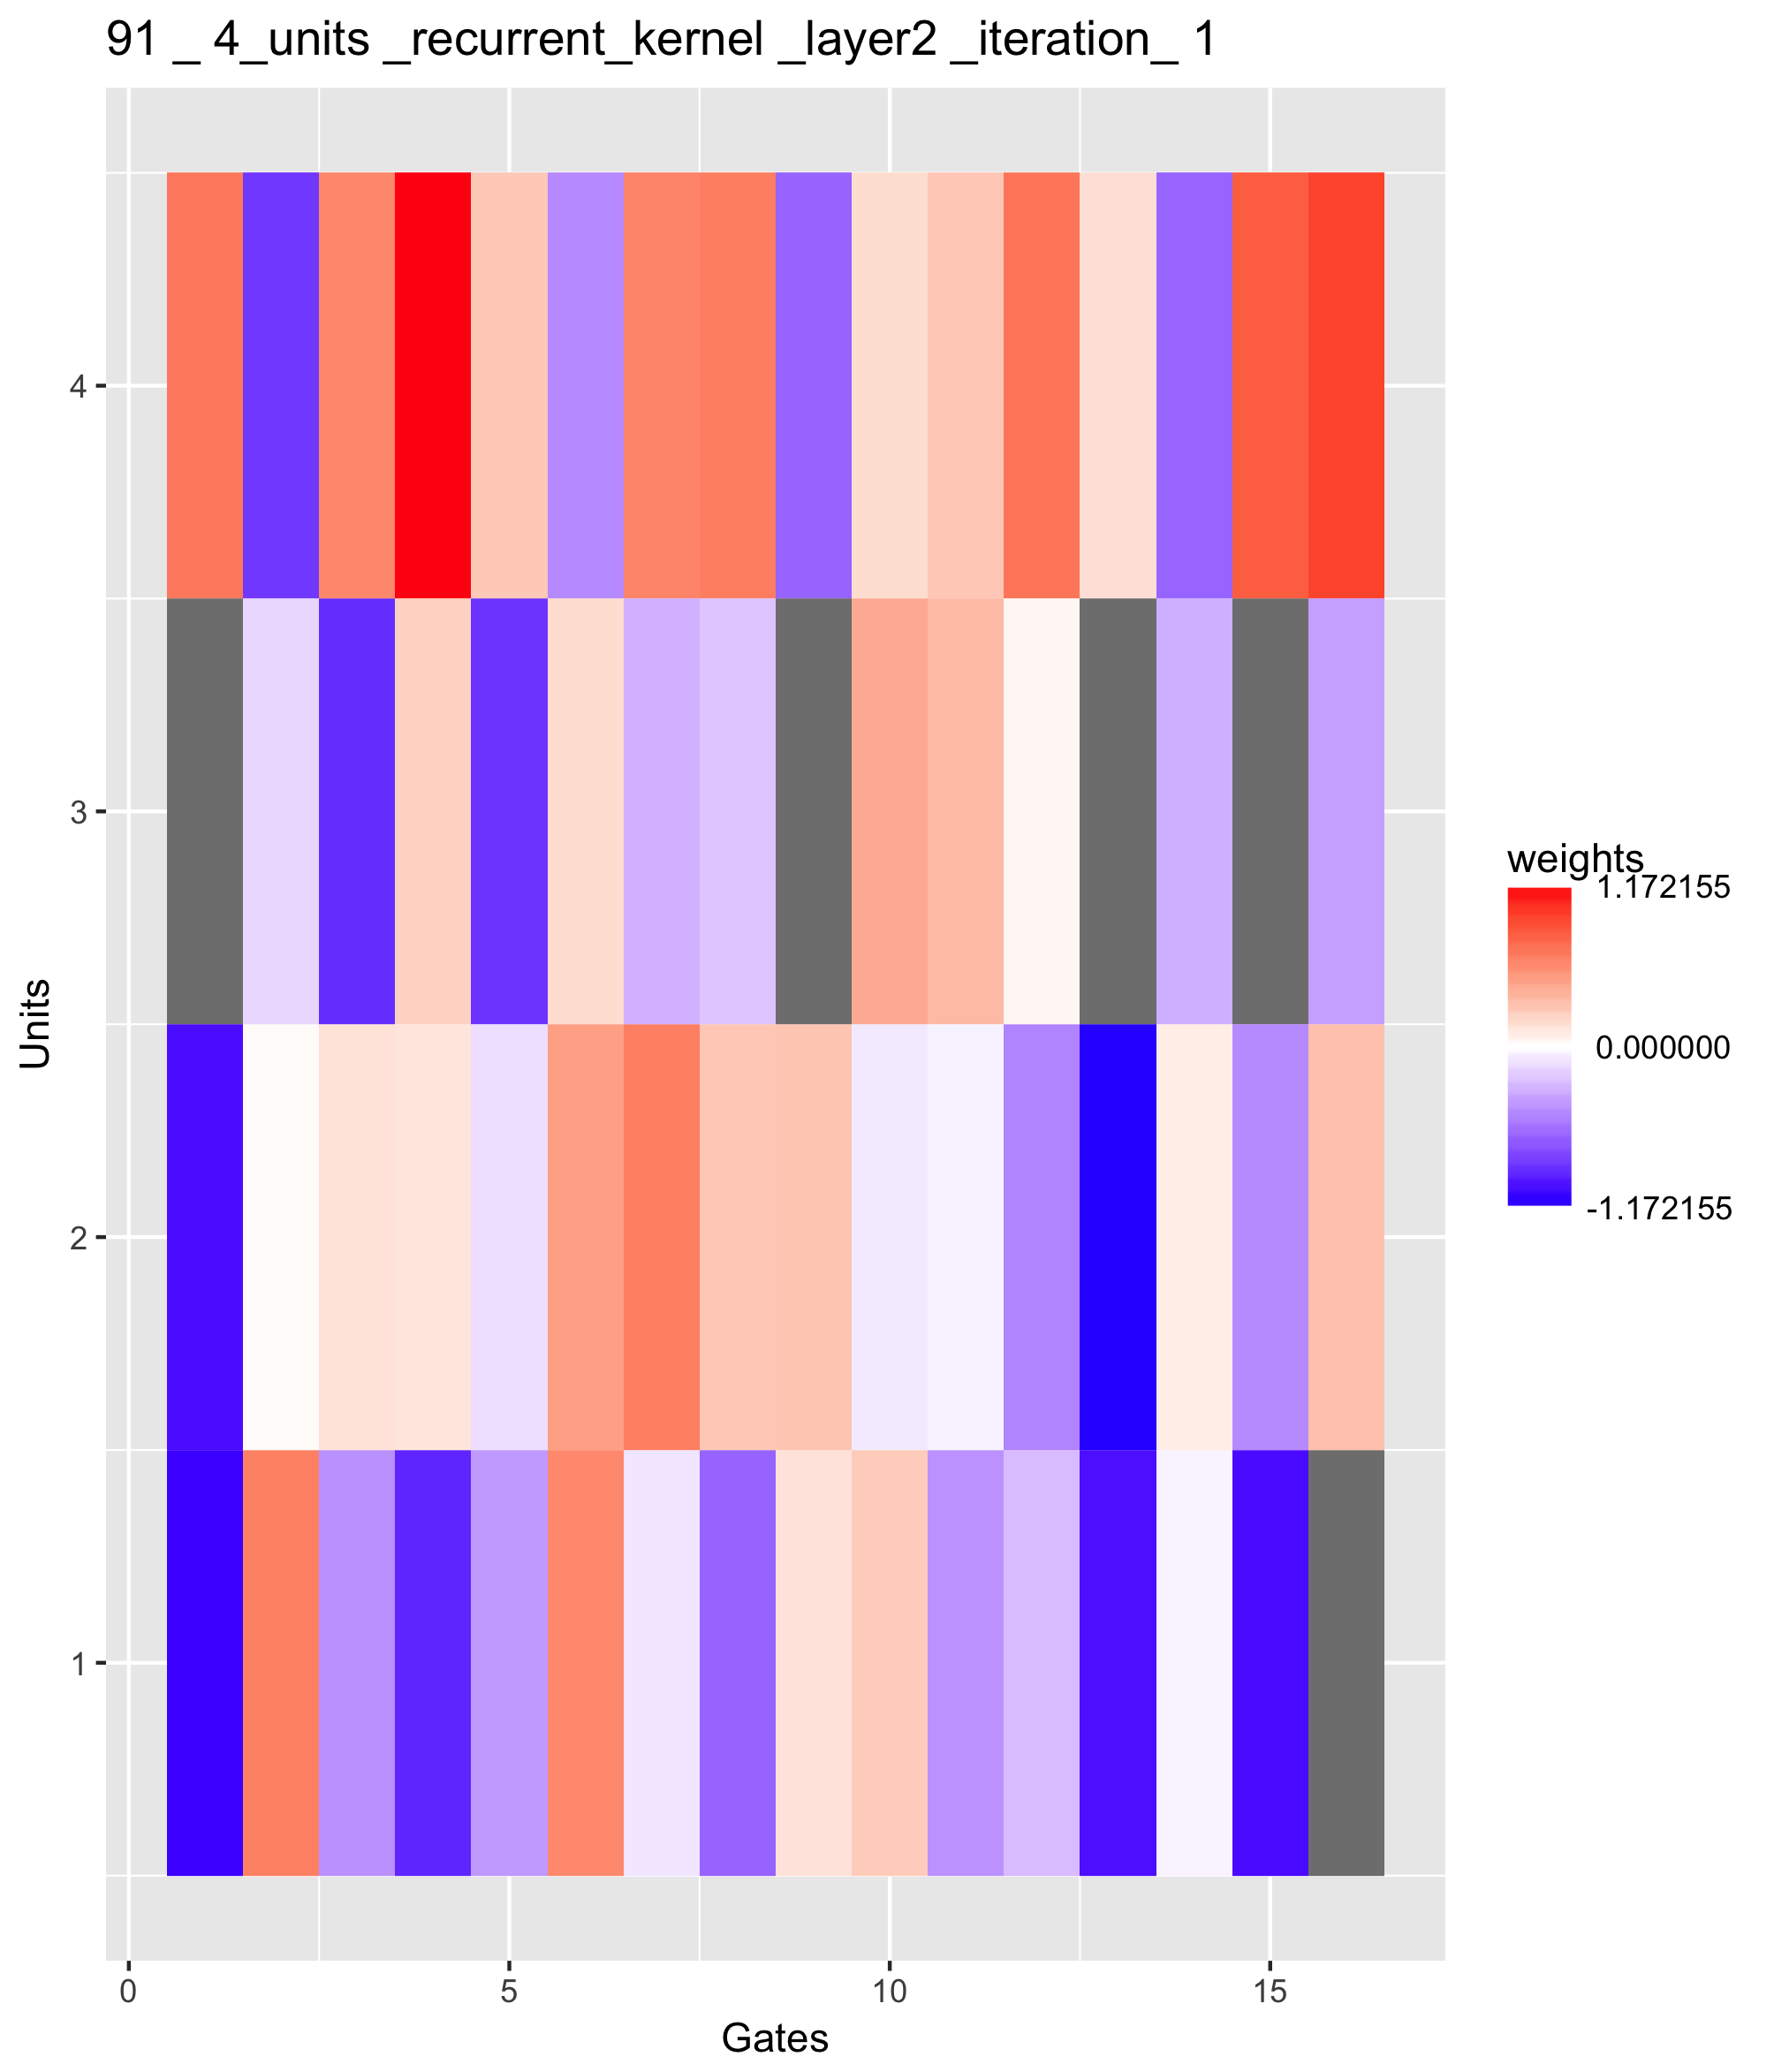 91 _ 4_units _recurrent_kernel _layer2 _iteration_ 1
4
3
2
1
Units
0 5 10 15
Gates
weights
1.172155
0.000000
-1.172155